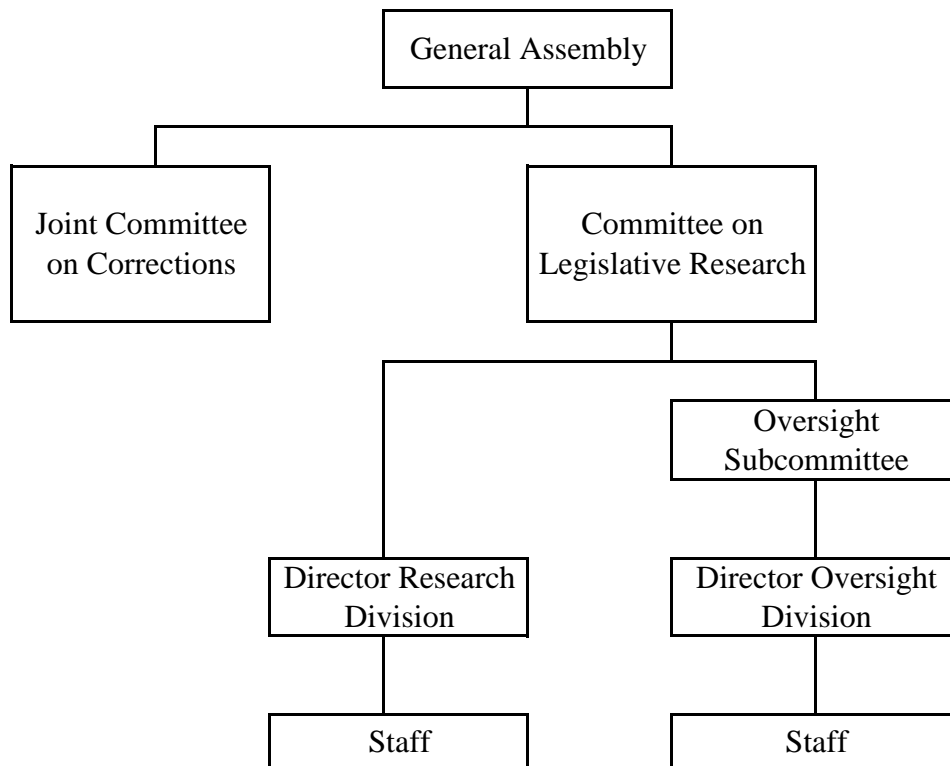 General Assembly
Joint Committee
on Corrections
Committee on
Legislative Research
Oversight
Subcommittee
Director Research
Division
Director Oversight
Division
Staff
Staff